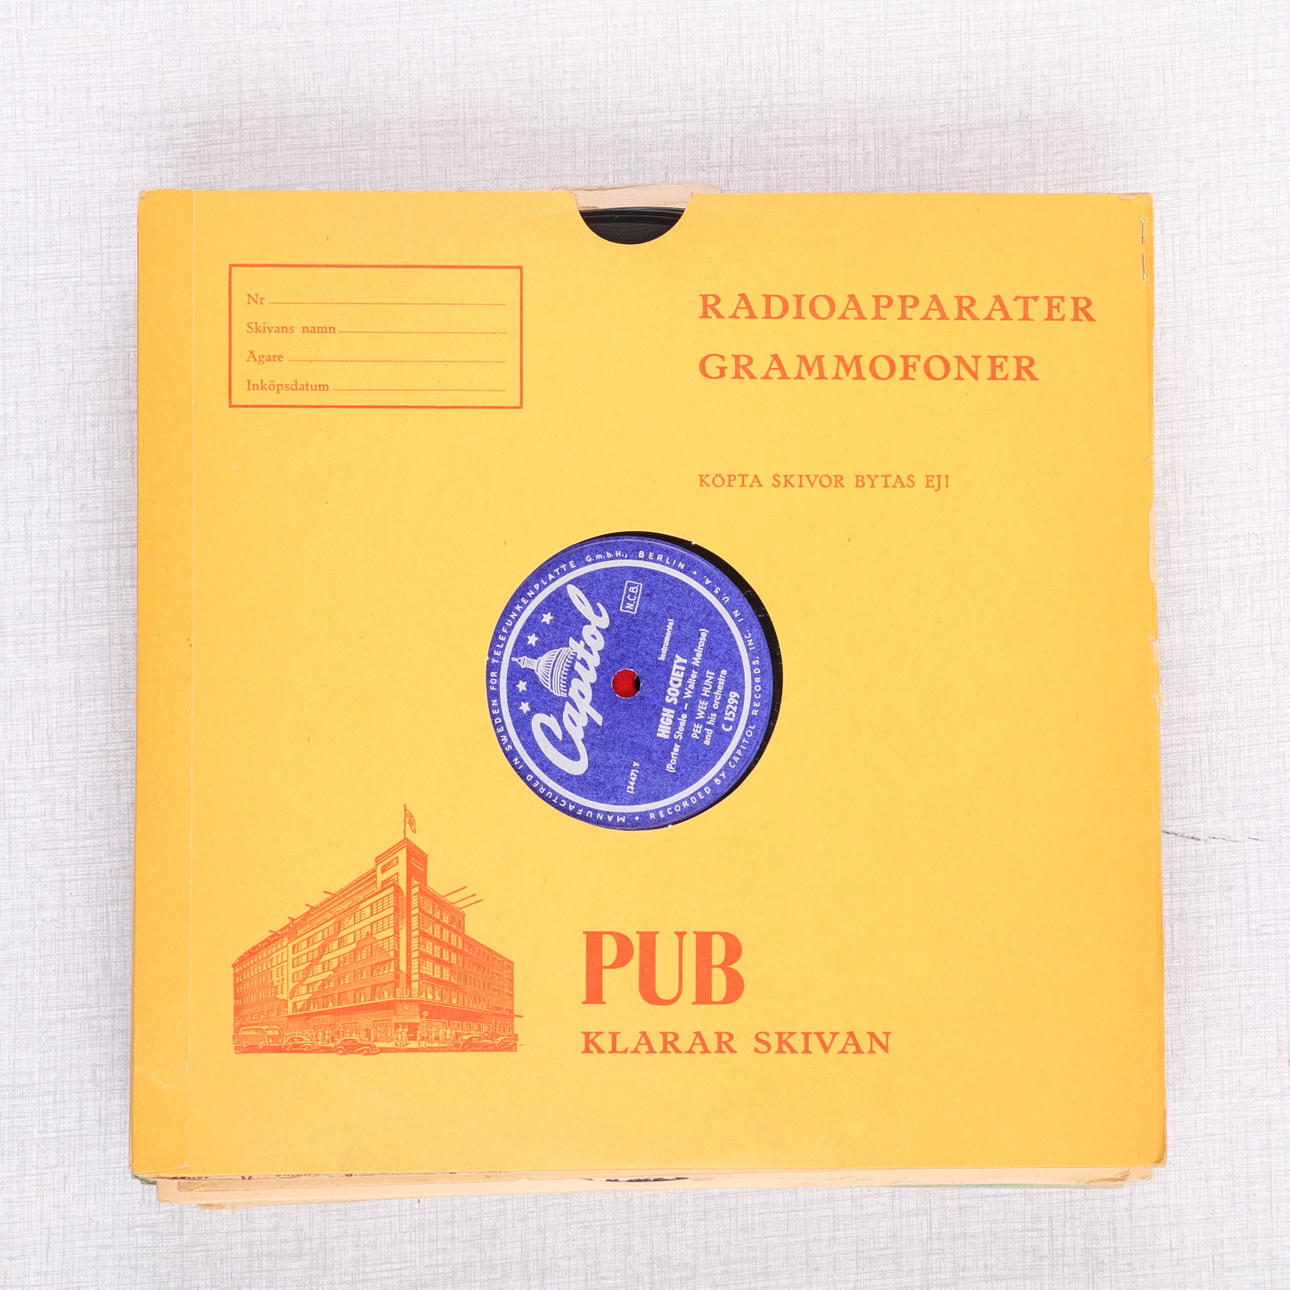 Nr
Skivans namn
Ägare
Inköpsdatum
RADIOAPPARATER
GRAMMOFONER
KÖPTA SKIVOR BYTAS EJ!
MANUFACTURED IN SWEDEN FOR TELEFUNKENPLATTE G.m.b.H., BERLIN • RECORDED BY CAPITOL RECORDS, INC IN U.S.A. •
Capitol
N.C.B.
Instrumental
HIGH SOCIETY
(Porter Steele – Walter Melrose)
PEE WEE HUNT
and his orchestra
C 15299
(3447) Y
PUB
KLARAR SKIVAN